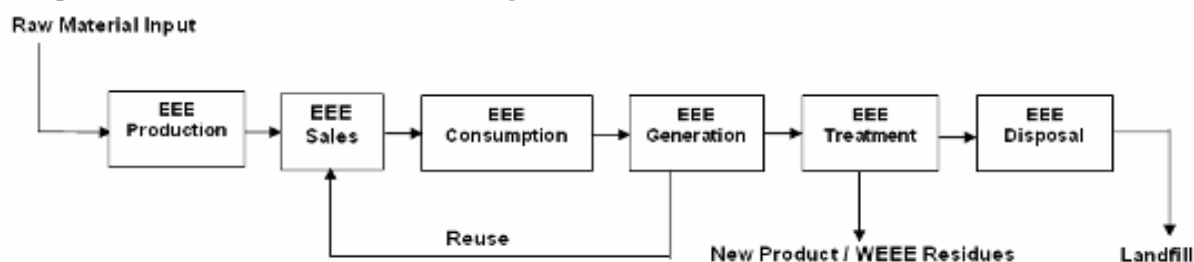 Raw Material Input
EEE
Production
EEE
Sales
EEE
Consumption
EEE
Generation
EEE
Treatment
EEE
Disposal
Reuse
New Product / WEEE Residues
Landfill